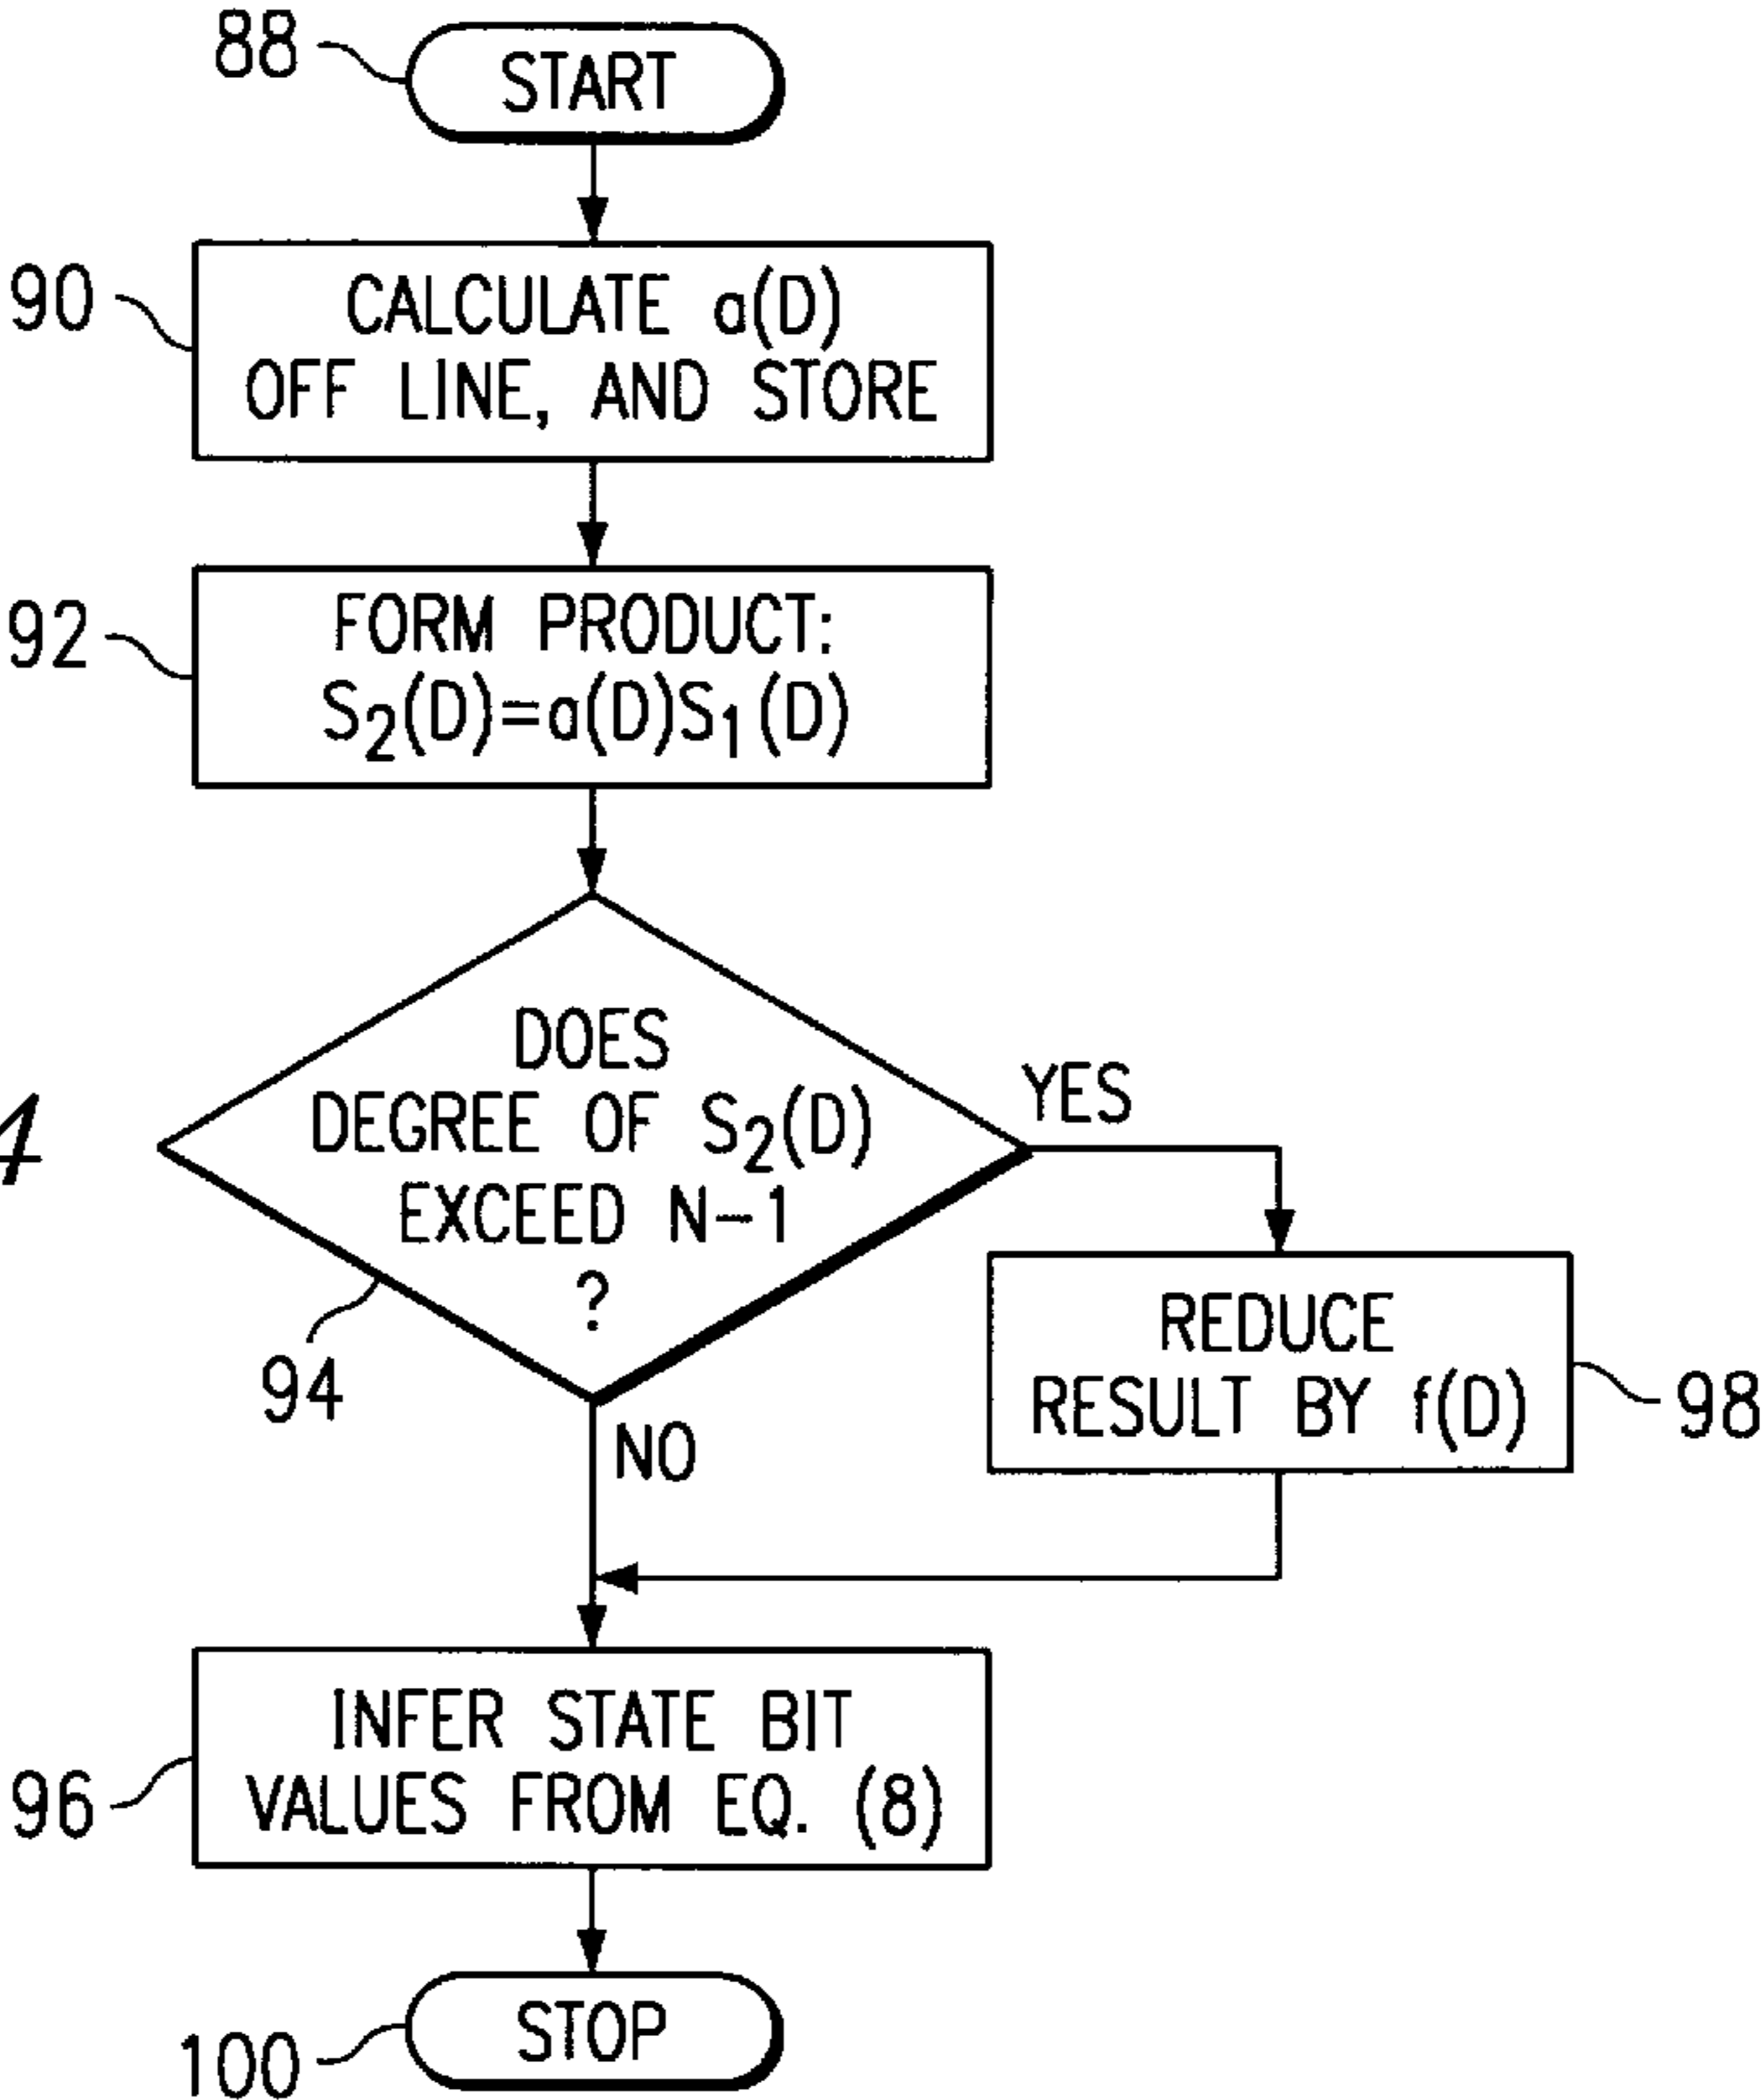 88
START
90
CALCULATE a(D)
OFF LINE, AND STORE
92
FORM PRODUCT:
S2(D)=a(D)S1(D)
DOES
DEGREE OF S2(D)
EXCEED N-1
?
YES
4
94
NO
REDUCE
RESULT BY f(D)
98
INFER STATE BIT
VALUES FROM EQ. (8)
96
STOP
100